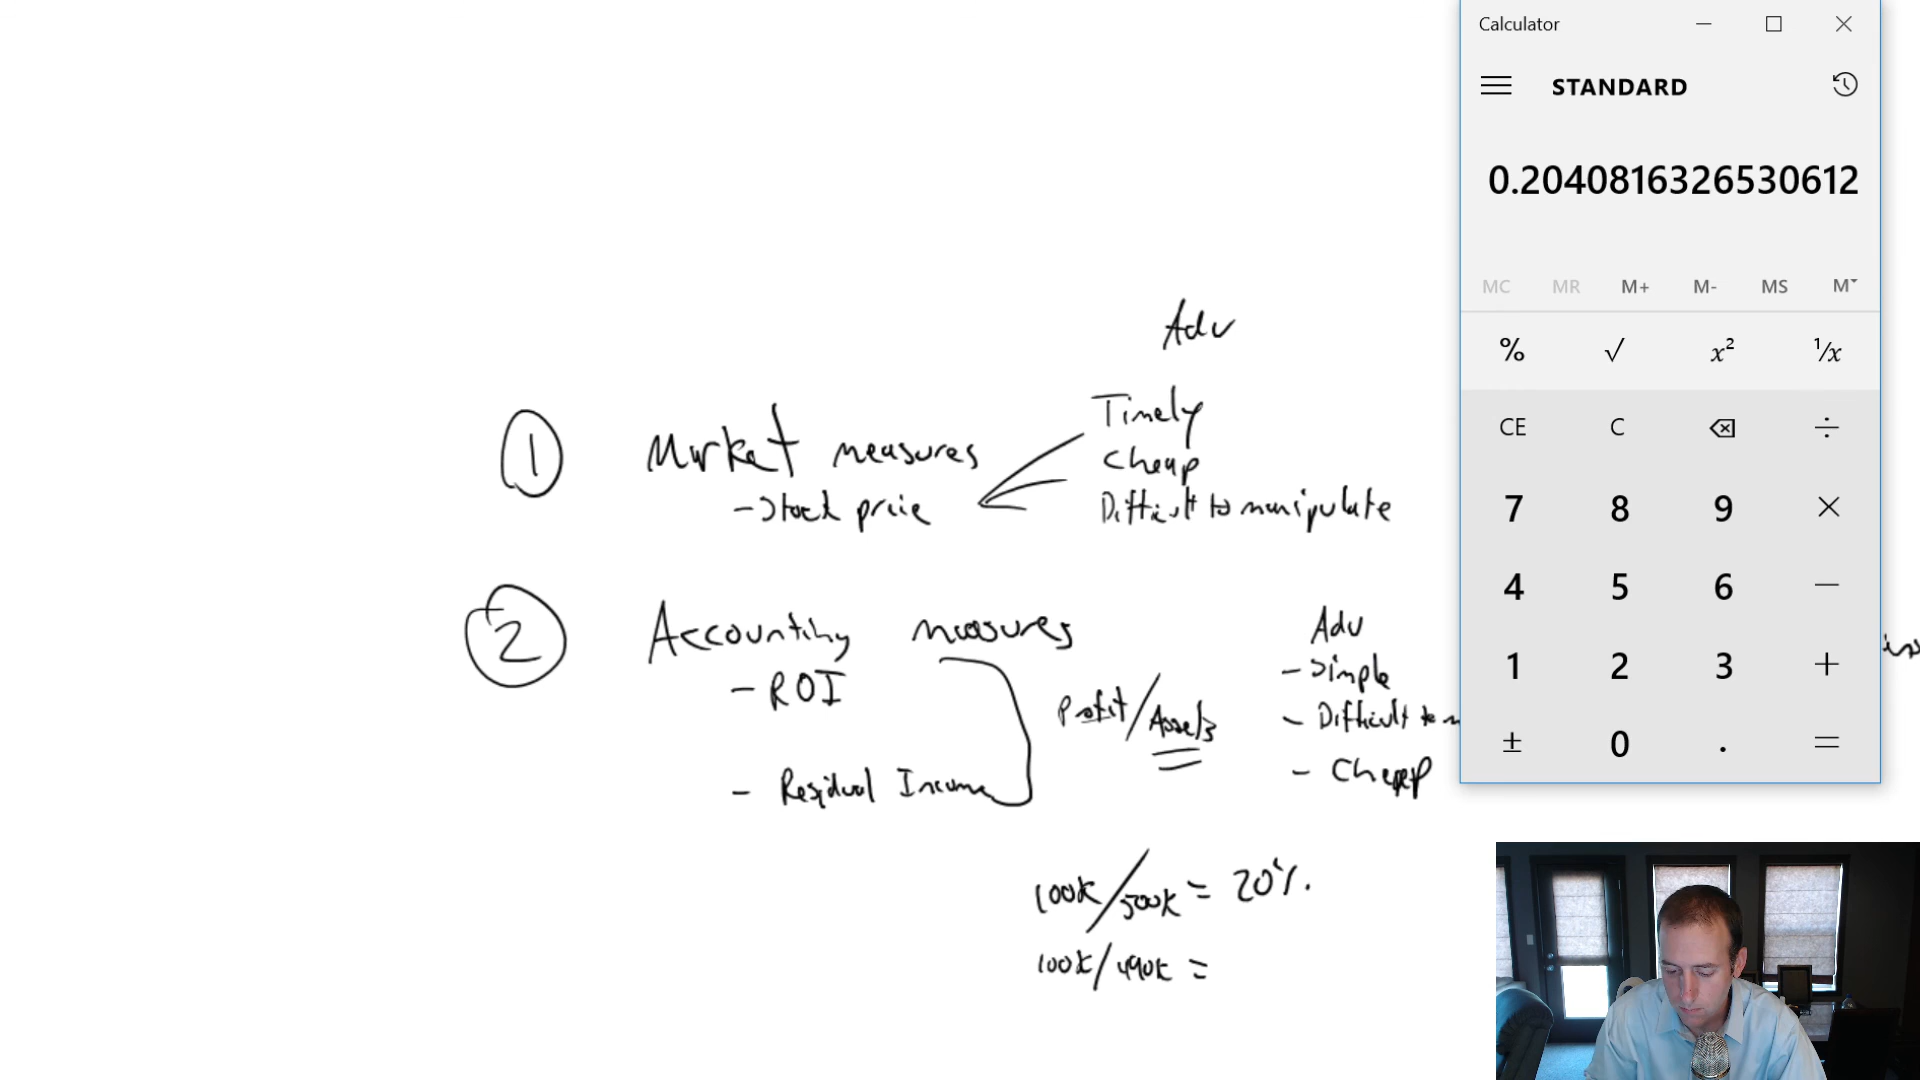 Adv
① Market measures
- Stock price
Timely
Cheap
Difficult to manipulate
② Accounting measures
- ROI
- Residual Income
Profit/Assets
Adv
- Simple
- Difficult to m
- Cheap
100k/500k = 20%.
100k/490k =
Calculator
STANDARD
0.2040816326530612
MC MR M+ M- MS M▾
% √ x² ¹/x
CE C ÷
7 8 9 ×
4 5 6 −
1 2 3 +
± 0 . =